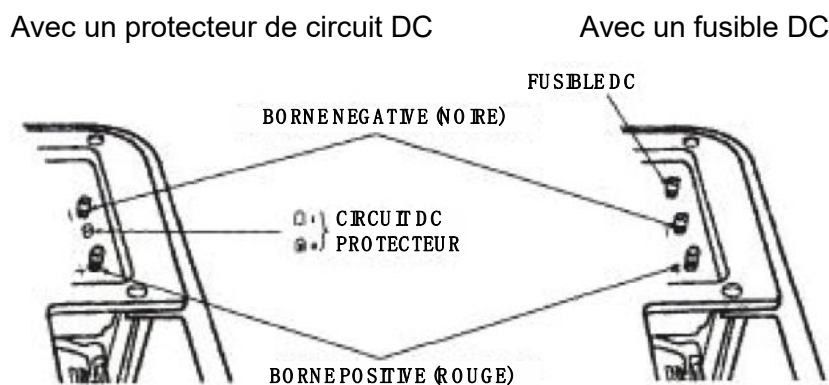 Avec un protecteur de circuit DC
Avec un fusible DC
FUSIBLE DC
BORNE NEGATIVE (NOIRE)
CIRCUIT DC
PROTECTEUR
BORNE POSITIVE (ROUGE)